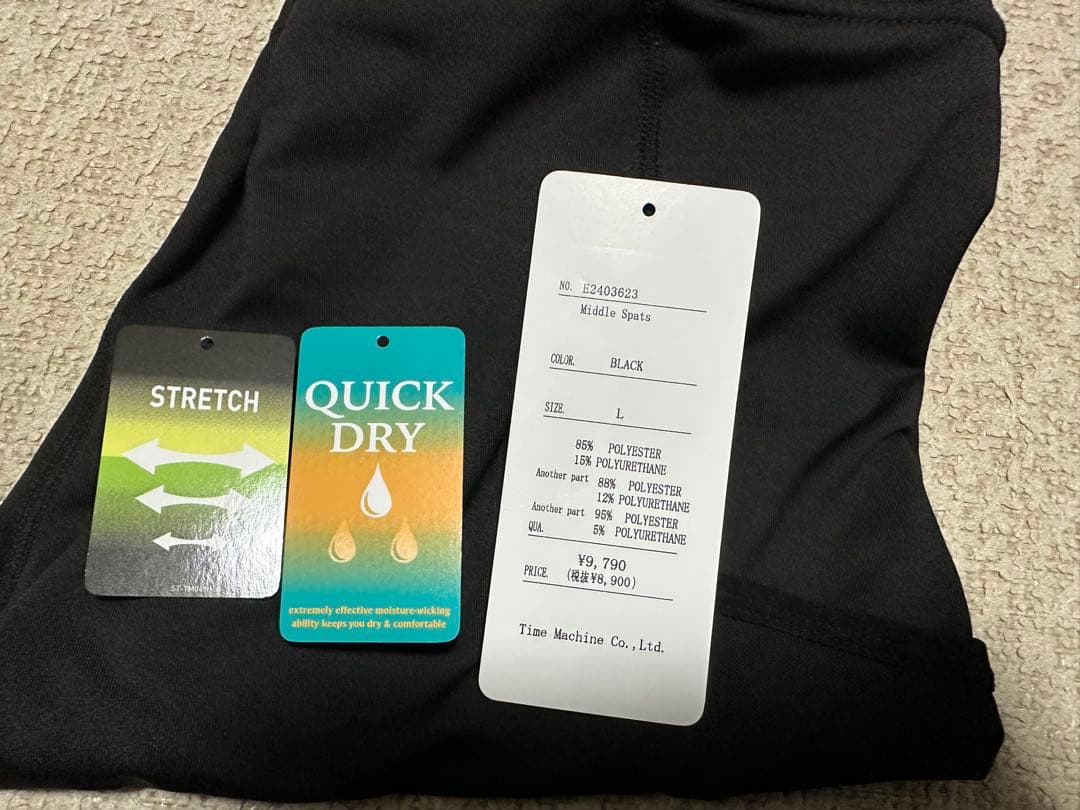 STRETCH
QUICK
DRY
extremely effective moisture-wicking
ability keeps you dry & comfortable
NO. E2403623
Middle Spats
COLOR. BLACK
SIZE. L
85% POLYESTER
15% POLYURETHANE
Another part 88% POLYESTER
12% POLYURETHANE
Another part 95% POLYESTER
QUA. 5% POLYURETHANE
¥9,790
PRICE. (税抜¥8,900)
Time Machine Co.,Ltd.